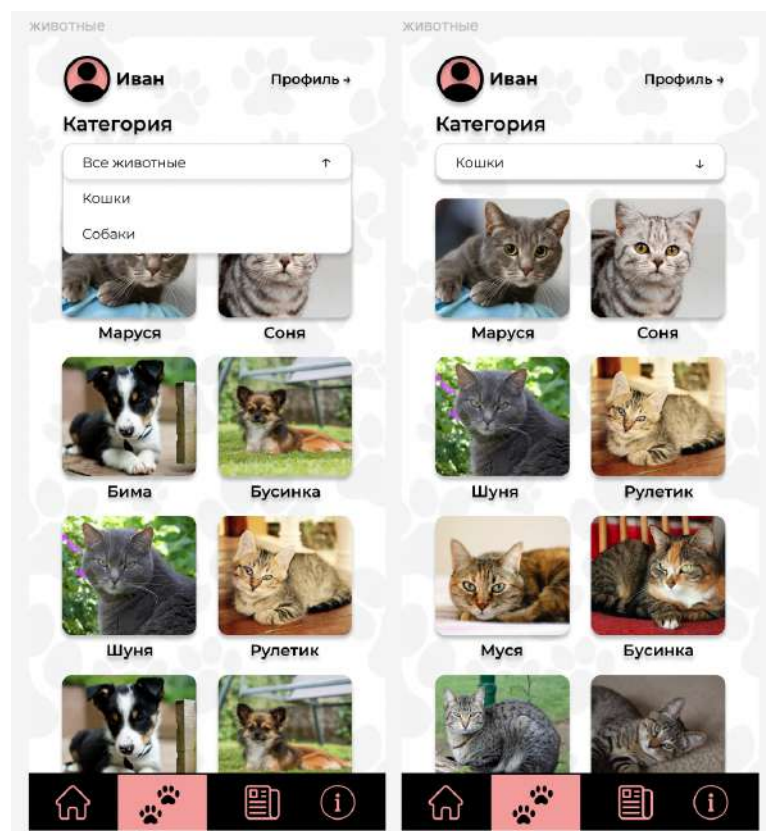 животные
Иван
Профиль →
Категория
Все животные ↑
Кошки
Собаки
Маруся
Соня
Бима
Бусинка
Шуня
Рулетик
животные
Иван
Профиль →
Категория
Кошки ↓
Маруся
Соня
Шуня
Рулетик
Муся
Бусинка